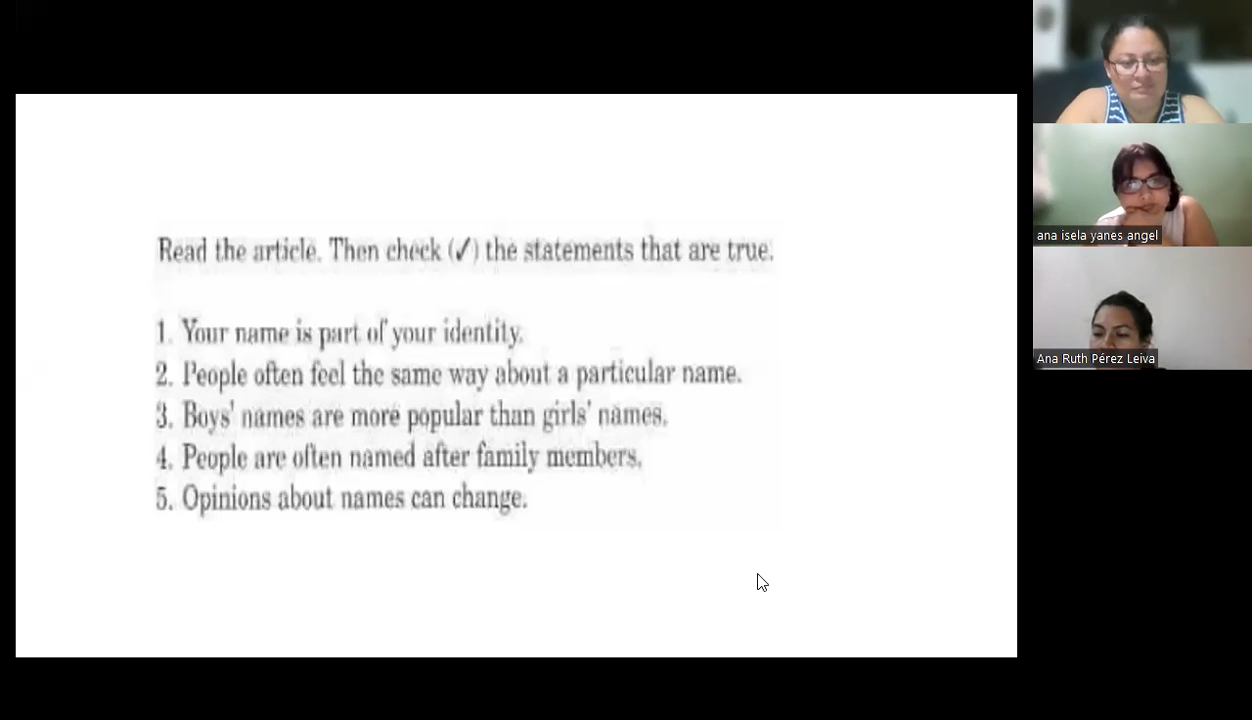 Read the article. Then check (✓) the statements that are true.
1. Your name is part of your identity.
2. People often feel the same way about a particular name.
3. Boys' names are more popular than girls' names.
4. People are often named after family members.
5. Opinions about names can change.
ana isela yanes angel
Ana Ruth Pérez Leiva